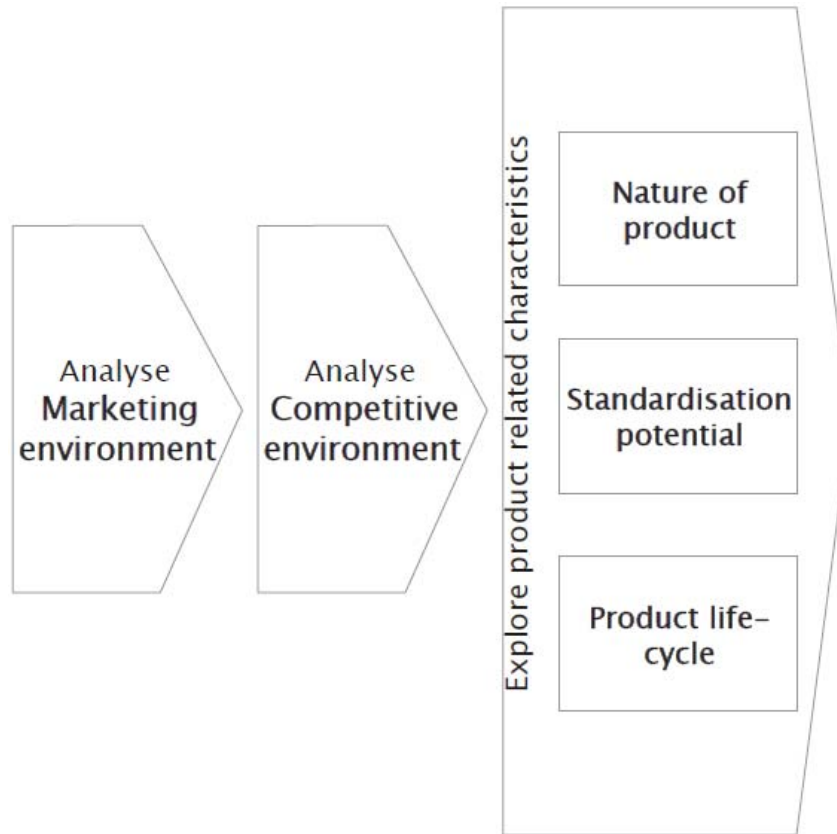 Analyse
Marketing
environment
Analyse
Competitive
environment
Explore product related characteristics
Nature of
product
Standardisation
potential
Product life-
cycle